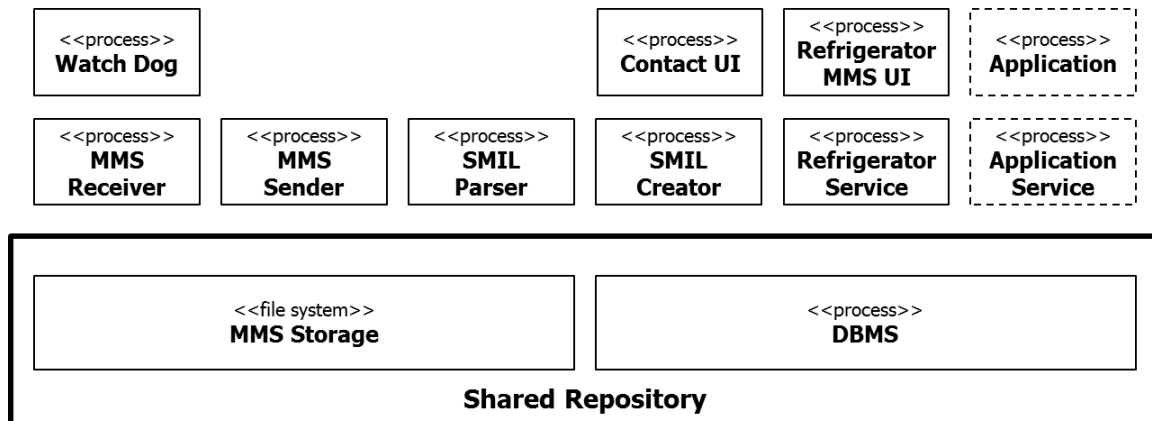 <<process>>
Watch Dog
<<process>>
Contact UI
<<process>>
Refrigerator
MMS UI
<<process>>
Application
<<process>>
MMS
Receiver
<<process>>
MMS
Sender
<<process>>
SMIL
Parser
<<process>>
SMIL
Creator
<<process>>
Refrigerator
Service
<<process>>
Application
Service
<<file system>>
MMS Storage
<<process>>
DBMS
Shared Repository